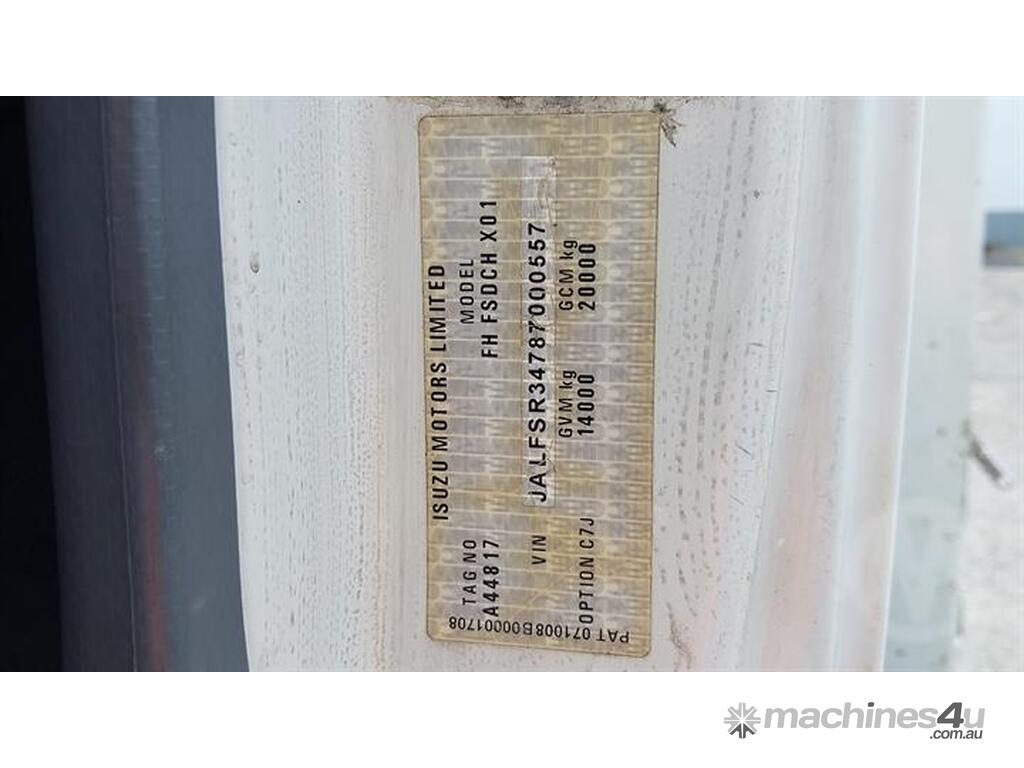 ISUZU MOTORS LIMITED
TAG NO MODEL
A44817 FH FSDCH X01
VIN JALFSR34787000557
GVM kg GCM kg
OPTION C7J 14000 20000
PAT 071008E00001708
machines4u
.com.au